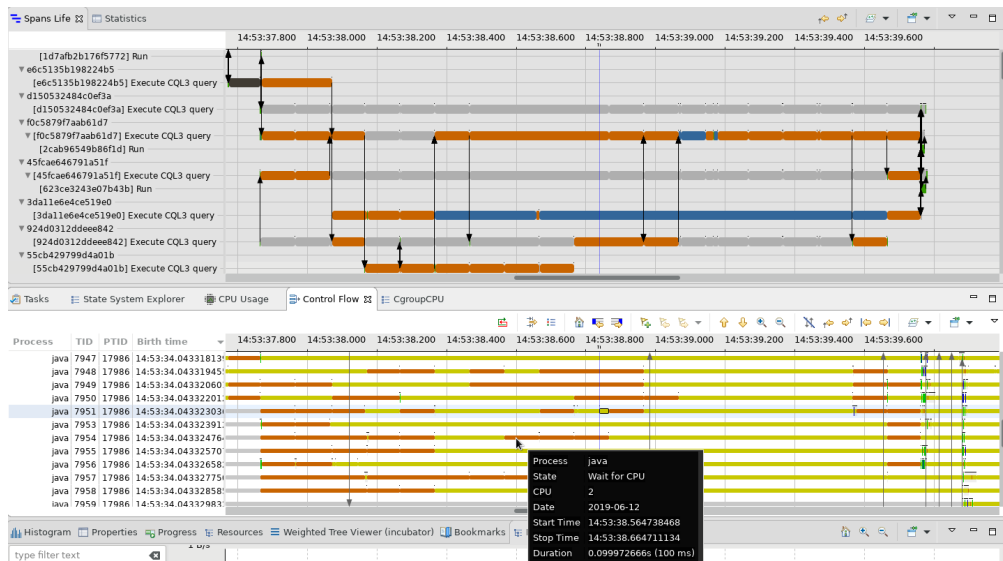 Spans Life Statistics
14:53:37.800 14:53:38.000 14:53:38.200 14:53:38.400 14:53:38.600 14:53:38.800 14:53:39.000 14:53:39.200 14:53:39.400 14:53:39.600
[1d7afb2b176f5772] Run
e6c5135b198224b5
[e6c5135b198224b5] Execute CQL3 query
d150532484c0ef3a
[d150532484c0ef3a] Execute CQL3 query
f0c5879f7aab61d7
[f0c5879f7aab61d7] Execute CQL3 query
[2cab96549b86f1d] Run
45fcae646791a51f
[45fcae646791a51f] Execute CQL3 query
[623ce3243e07b43b] Run
3da11e6e4ce519e0
[3da11e6e4ce519e0] Execute CQL3 query
924d0312ddeee842
[924d0312ddeee842] Execute CQL3 query
55cb429799d4a01b
[55cb429799d4a01b] Execute CQL3 query
Tasks State System Explorer CPU Usage Control Flow CgroupCPU
Process TID PTID Birth time 14:53:37.800 14:53:38.000 14:53:38.200 14:53:38.400 14:53:38.600 14:53:38.800 14:53:39.000 14:53:39.200 14:53:39.400 14:53:39.600
java 7947 17986 14:53:34.04331813
java 7948 17986 14:53:34.04331945
java 7949 17986 14:53:34.04332060
java 7950 17986 14:53:34.04332201
java 7951 17986 14:53:34.04332303
java 7953 17986 14:53:34.04332391
java 7954 17986 14:53:34.04332476
java 7955 17986 14:53:34.04332570
java 7956 17986 14:53:34.04332658
java 7957 17986 14:53:34.04332775
java 7958 17986 14:53:34.04332858
java 7959 17986 14:53:34.04332983
Process java
State Wait for CPU
CPU 2
Date 2019-06-12
Start Time 14:53:38.564738468
Stop Time 14:53:38.664711134
Duration 0.099972666s (100 ms)
Histogram Properties Progress Resources Weighted Tree Viewer (incubator) Bookmarks
type filter text